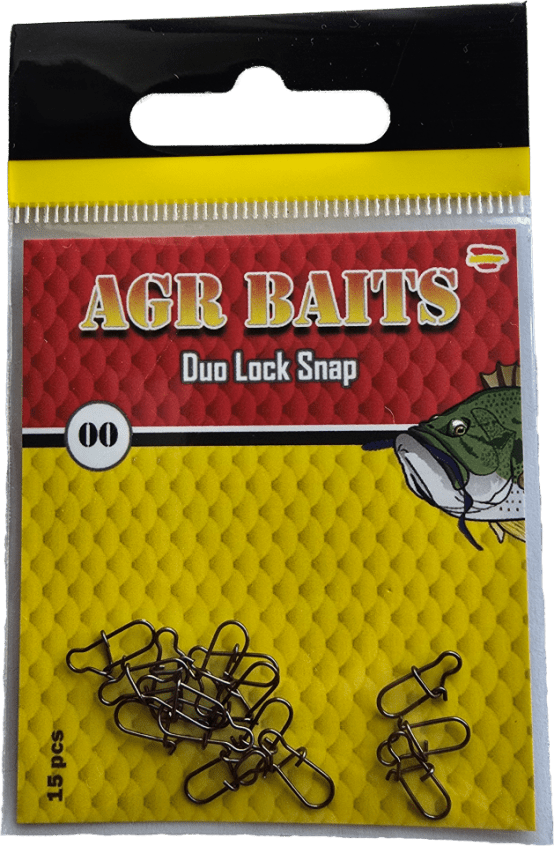 AGR BAITS
Duo Lock Snap
00
15 pcs